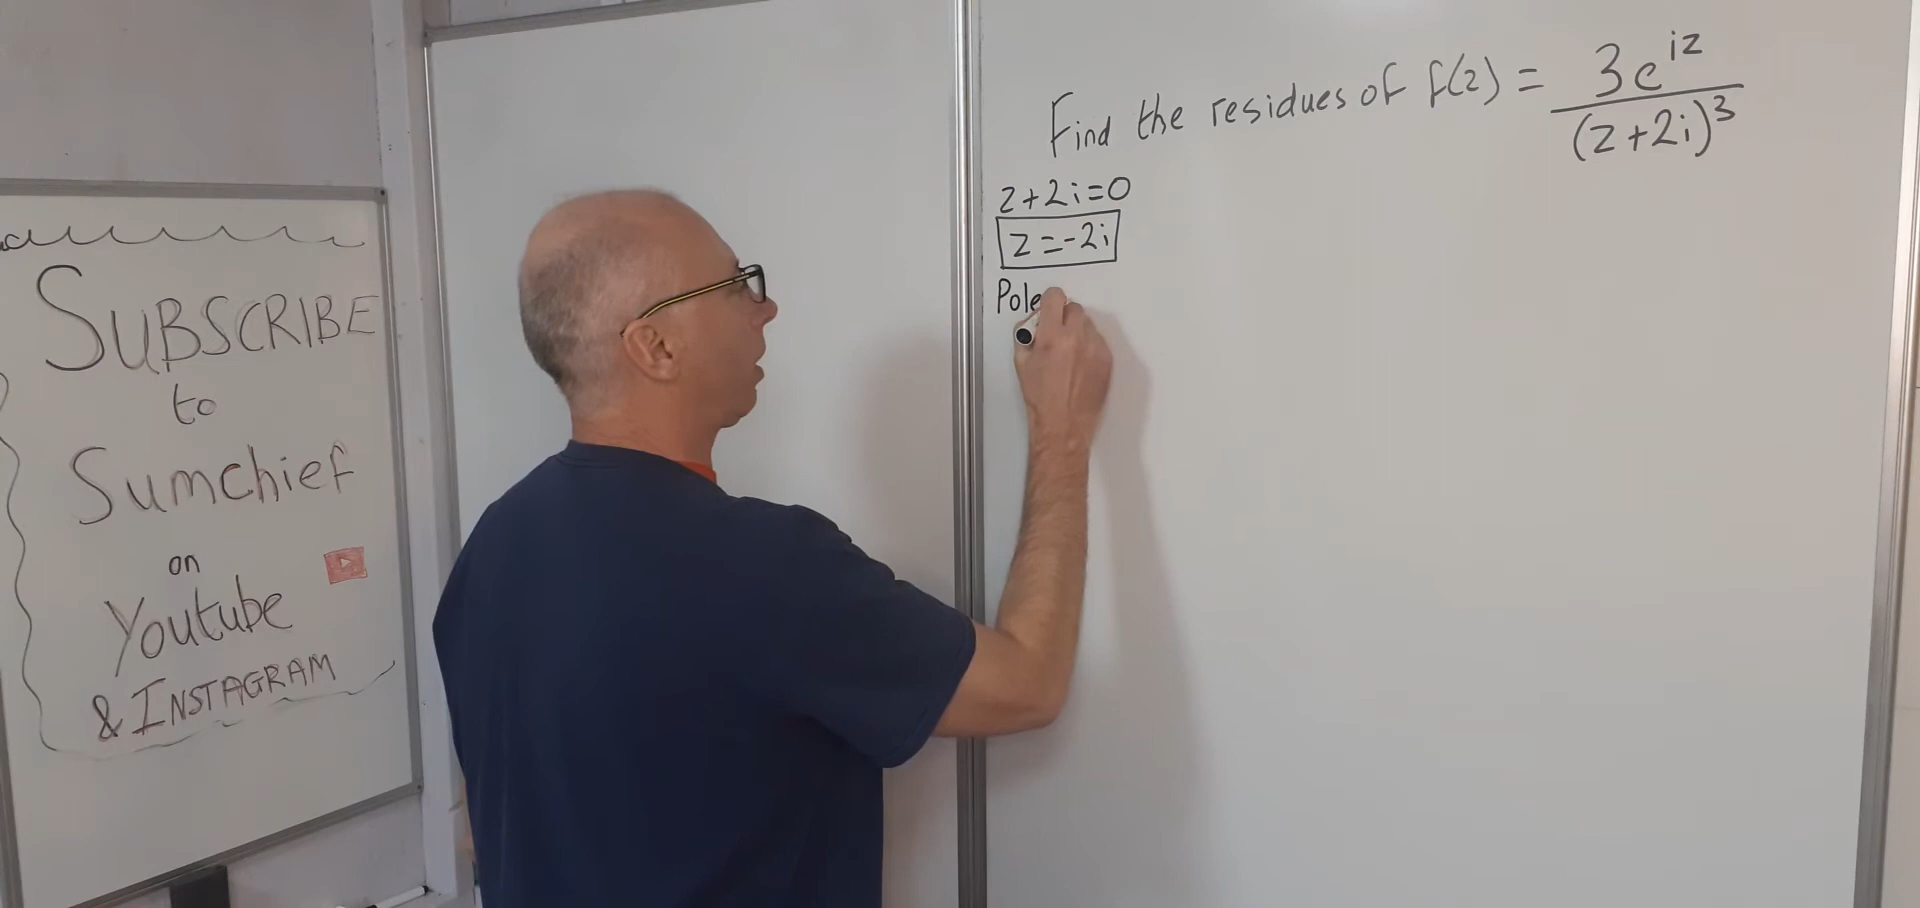 SUBSCRIBE
to
Sumchief
on
Youtube
& INSTAGRAM
Find the residues of f(z) = 3e^{iz}/(z+2i)^3
z+2i=0
z=-2i
Pole